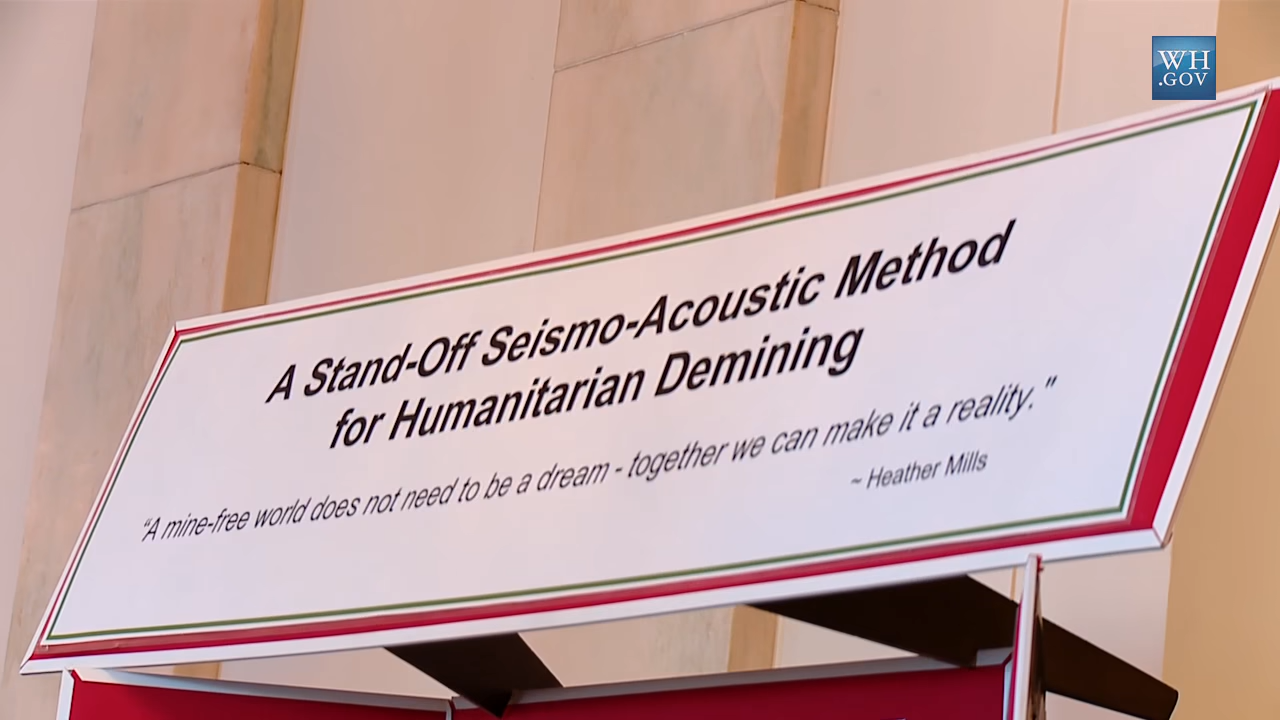 WH
.GOV
A Stand-Off Seismo-Acoustic Method
for Humanitarian Demining
"A mine-free world does not need to be a dream - together we can make it a reality."
~ Heather Mills